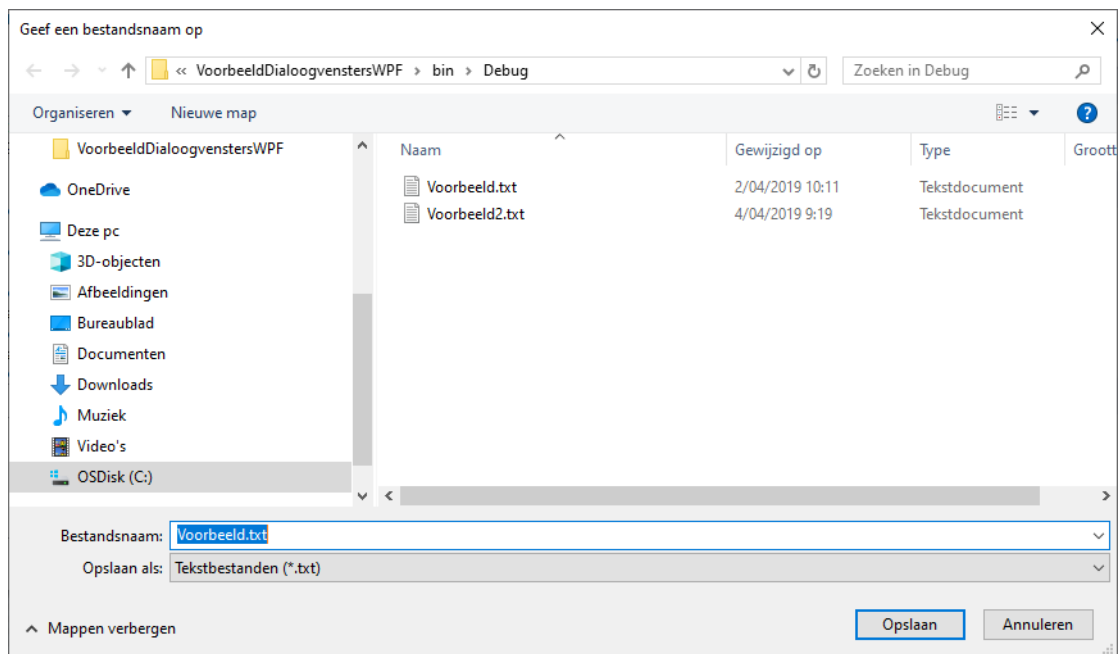 Geef een bestandsnaam op
« VoorbeeldDialoogvenstersWPF › bin › Debug
Zoeken in Debug
Organiseren
Nieuwe map
VoorbeeldDialoogvenstersWPF
OneDrive
Deze pc
3D-objecten
Afbeeldingen
Bureaublad
Documenten
Downloads
Muziek
Video's
OSDisk (C:)
Naam Gewijzigd op Type Groott
Voorbeeld.txt 2/04/2019 10:11 Tekstdocument
Voorbeeld2.txt 4/04/2019 9:19 Tekstdocument
Bestandsnaam: Voorbeeld.txt
Opslaan als: Tekstbestanden (*.txt)
Mappen verbergen
Opslaan
Annuleren